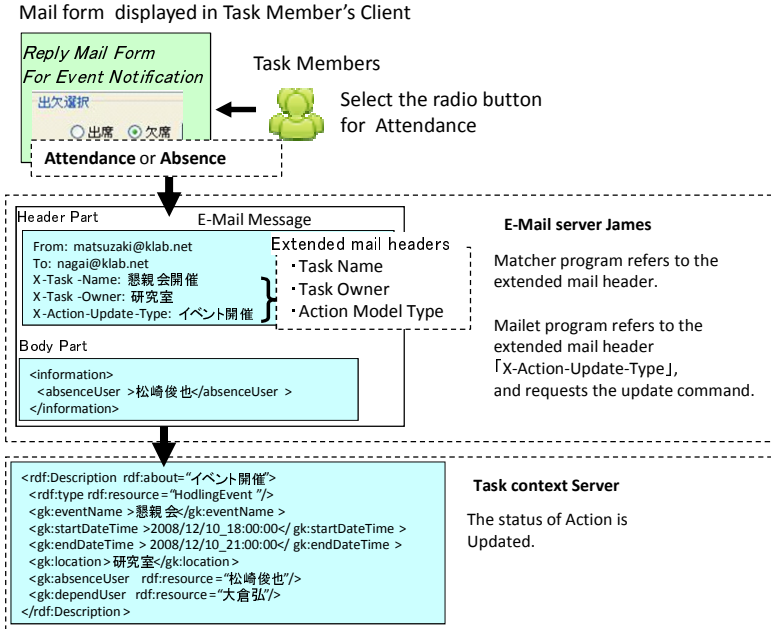 Mail form displayed in Task Member's Client
Reply Mail Form
For Event Notification
出欠選択
出席 欠席
Attendance or Absence
Task Members
Select the radio button
for Attendance
Header Part
E-Mail Message
From: matsuzaki@klab.net
To: nagai@klab.net
X-Task -Name: 懇親会開催
X-Task -Owner: 研究室
X-Action-Update-Type: イベント開催
Extended mail headers
・Task Name
・Task Owner
・Action Model Type
Body Part
<information>
<absenceUser >松崎俊也</absenceUser >
</information>
E-Mail server James
Matcher program refers to the
extended mail header.
Mailet program refers to the
extended mail header
「X-Action-Update-Type」,
and requests the update command.
<rdf:Description rdf:about="イベント開催">
<rdf:type rdf:resource="HodlingEvent "/>
<gk:eventName >懇親会</gk:eventName >
<gk:startDateTime >2008/12/10_18:00:00</ gk:startDateTime >
<gk:endDateTime > 2008/12/10_21:00:00</ gk:endDateTime >
<gk:location> 研究室</gk:location>
<gk:absenceUser rdf:resource="松崎俊也"/>
<gk:dependUser rdf:resource="大倉弘"/>
</rdf:Description>
Task context Server
The status of Action is
Updated.